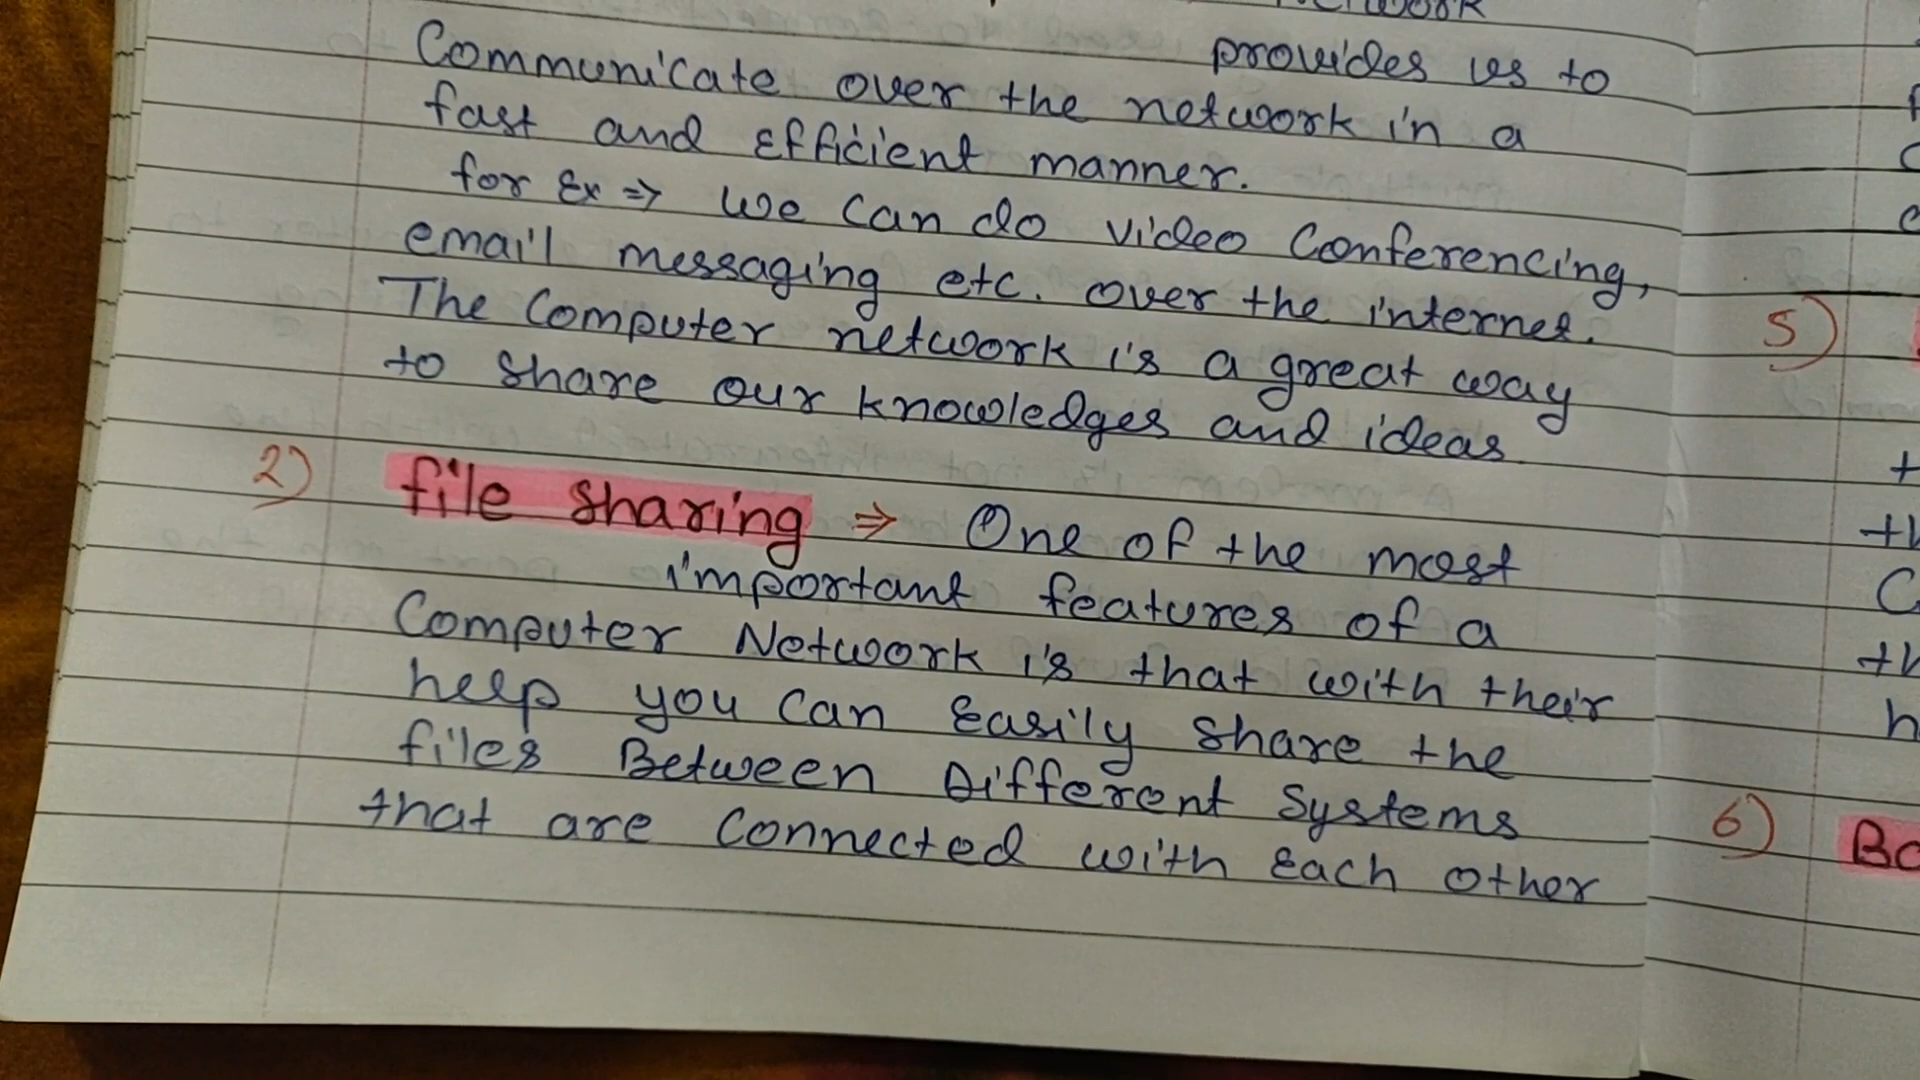 provides us to
Communicate over the network in a
fast and Efficient manner.
for Ex ⇒ we can do video Conferencing,
email messaging etc. over the internet.
The Computer network is a great way
to share our knowledges and ideas
2) file sharing ⇒ One of the most
important features of a
Computer Network is that with their
help you can Easily share the
files Between Different Systems
that are Connected with Each other
5)
6)